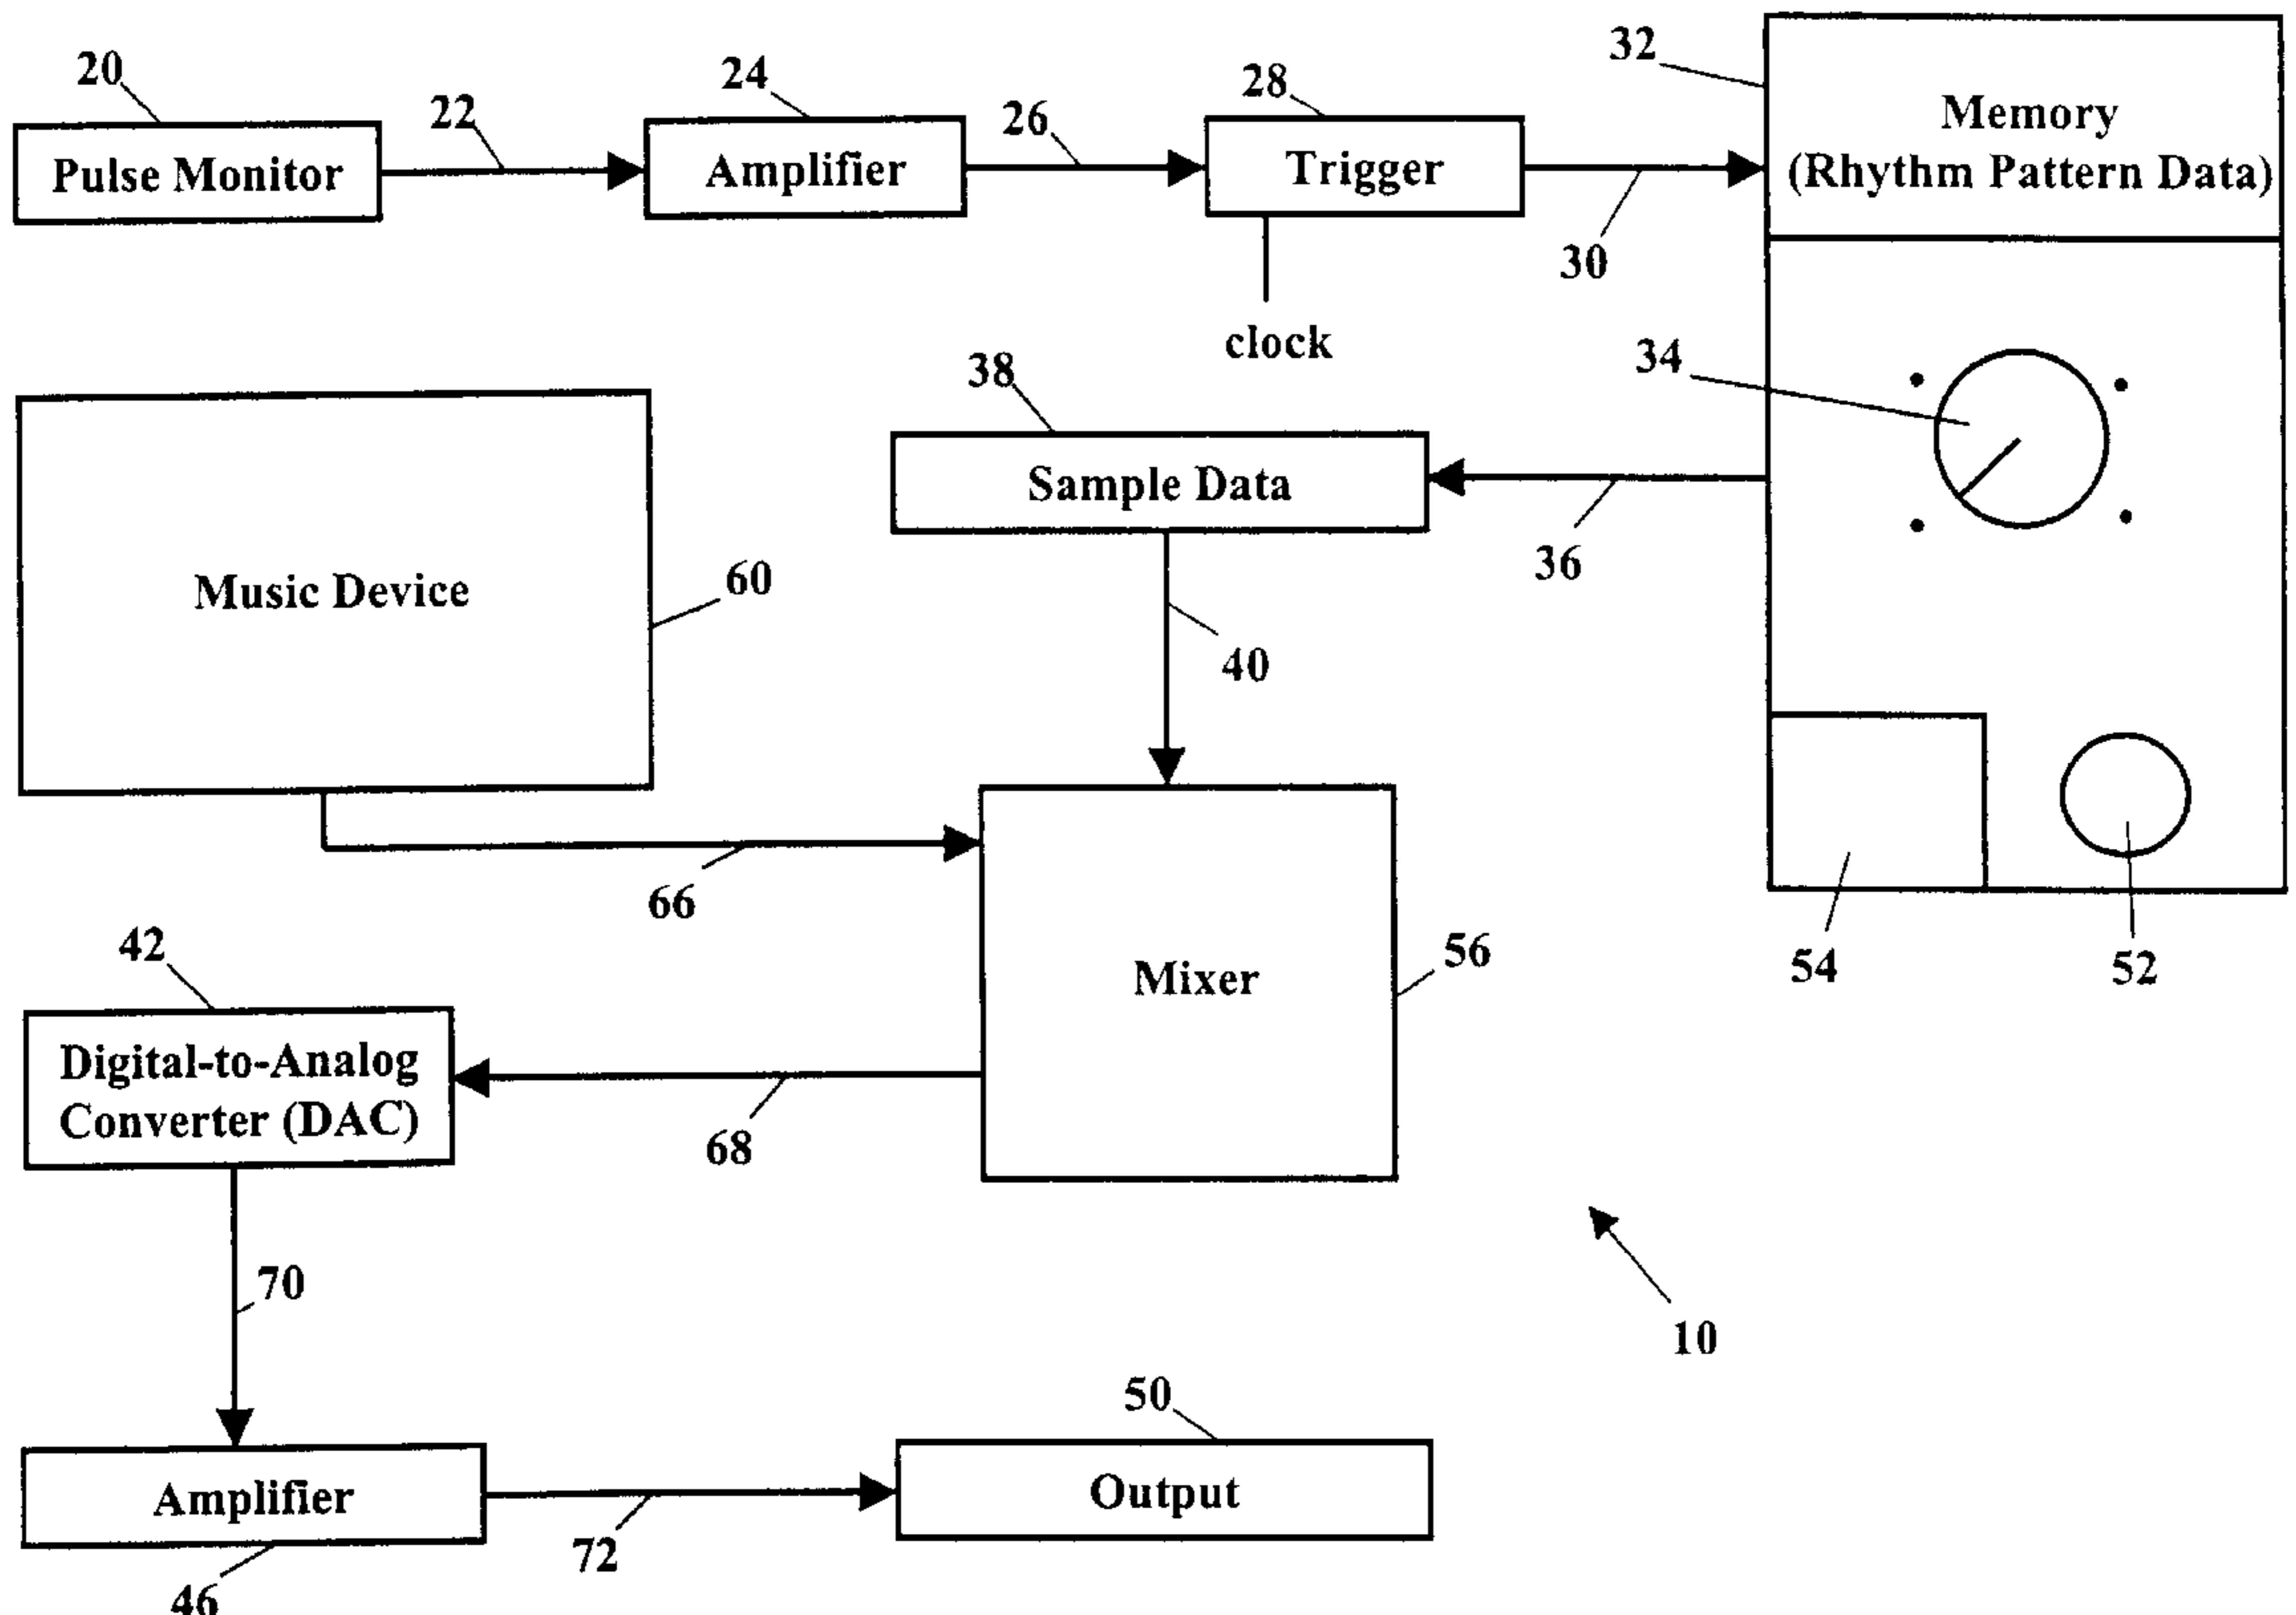 20
22
24
26
28
32
Pulse Monitor
Amplifier
Trigger
Memory
(Rhythm Pattern Data)
30
clock
34
38
Sample Data
36
Music Device
60
40
66
54
52
42
56
Mixer
Digital-to-Analog
Converter (DAC)
68
70
10
50
Amplifier
Output
72
46